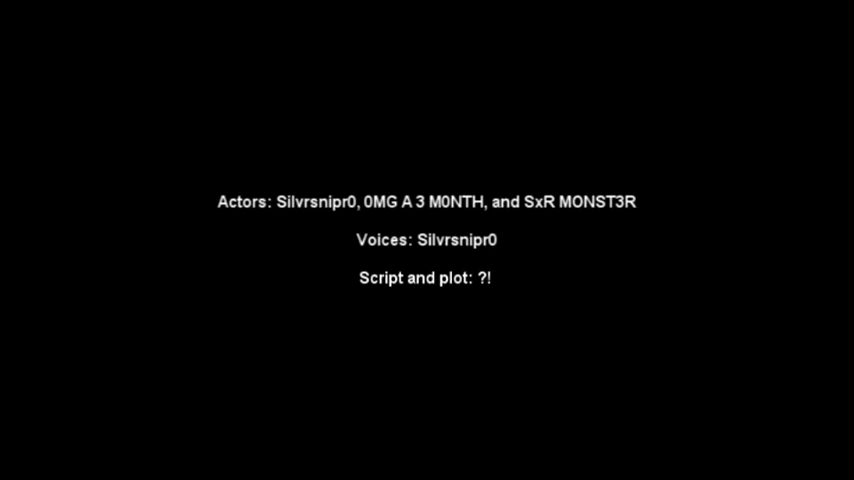 Actors: Silvrsnipr0, 0MG A 3 M0NTH, and SxR MONST3R
Voices: Silvrsnipr0
Script and plot: ?!